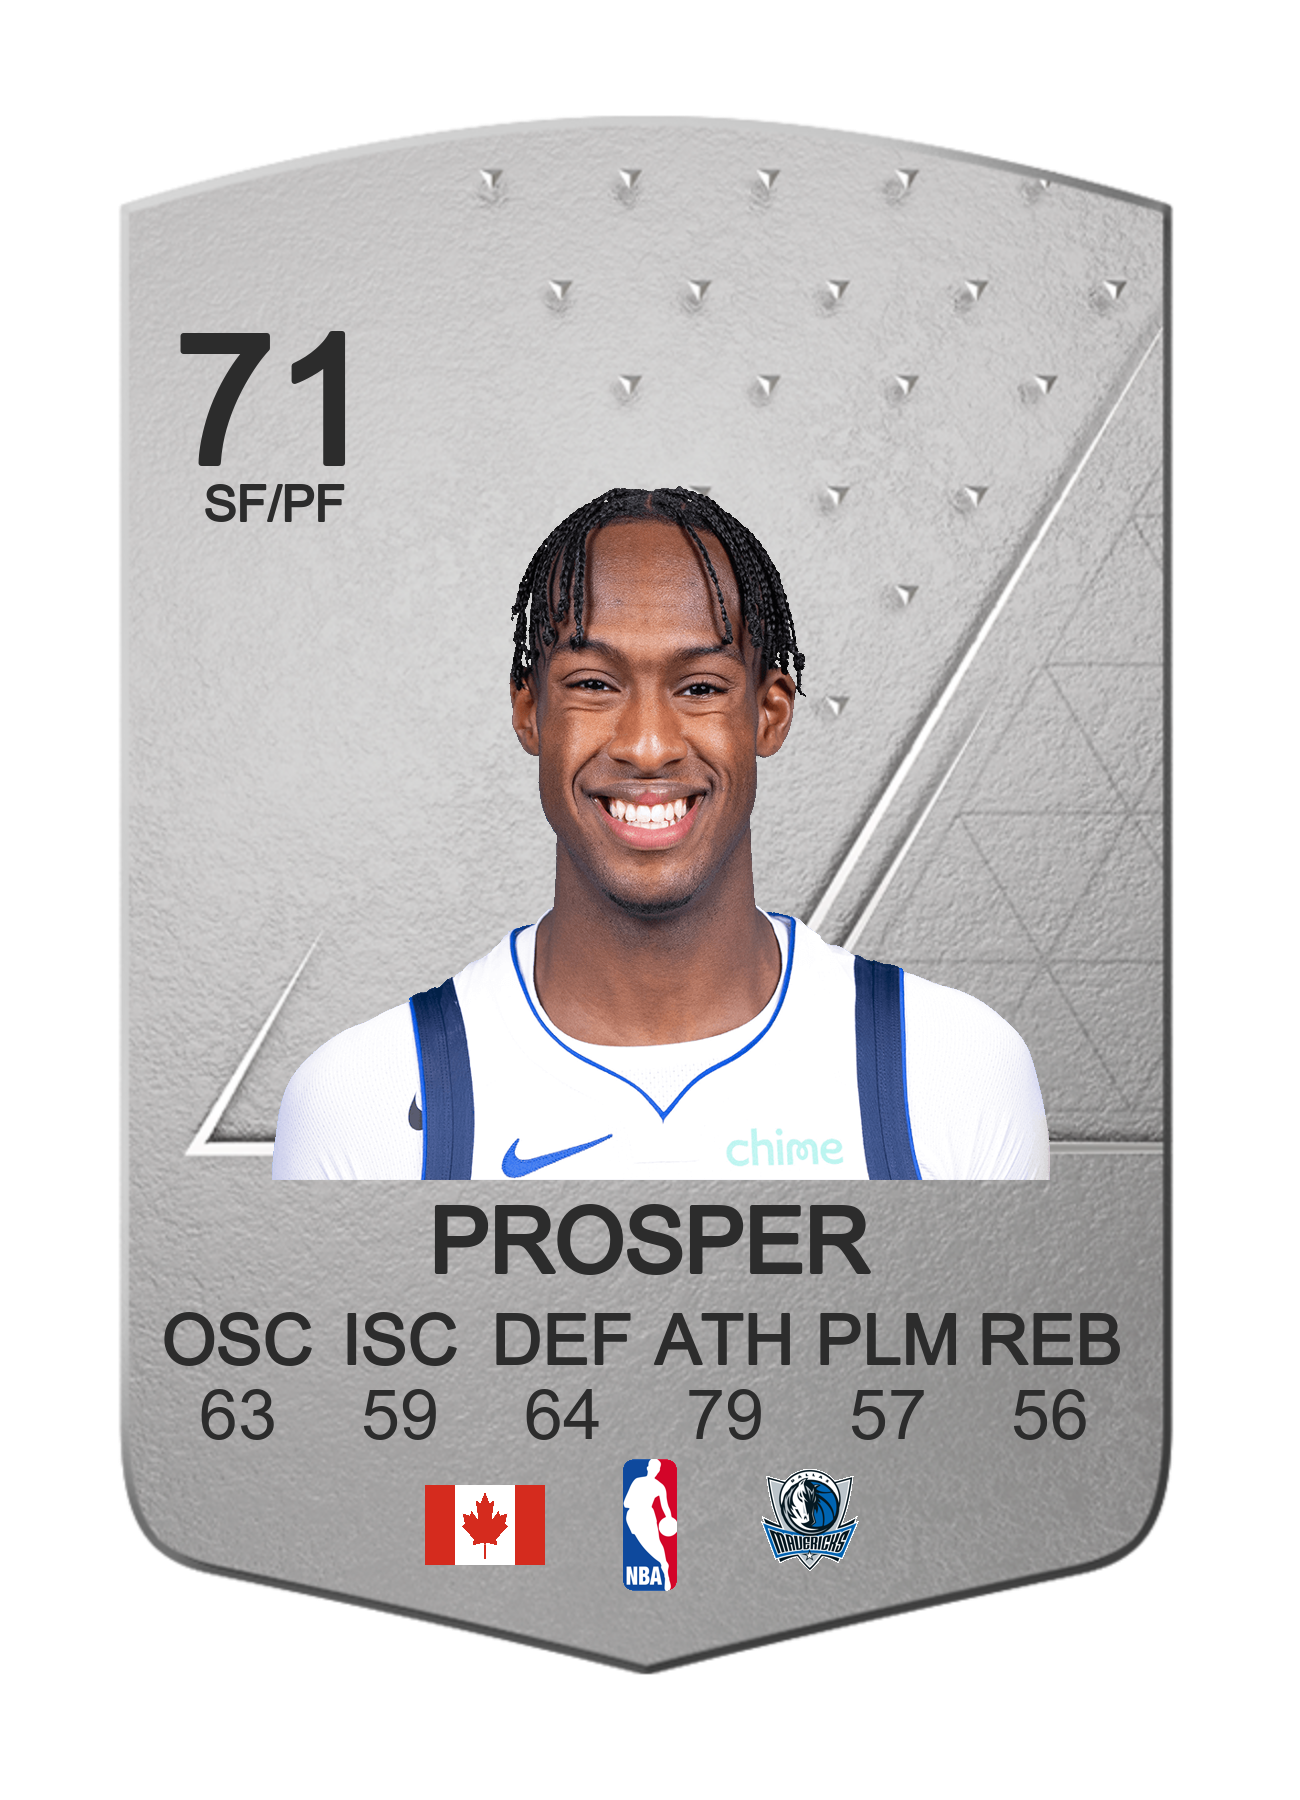 71
SF/PF
chime
PROSPER
OSC ISC DEF ATH PLM REB
63 59 64 79 57 56
NBA
DALLAS
MAVERICKS